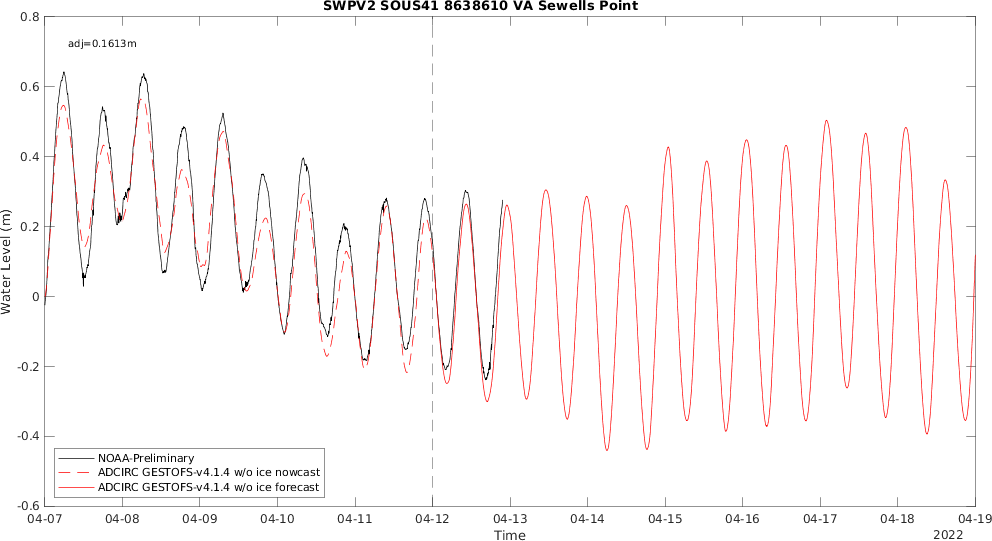 SWPV2 SOUS41 8638610 VA Sewells Point
adj=0.1613m
0.8
0.6
0.4
0.2
0
-0.2
-0.4
-0.6
Water Level (m)
NOAA-Preliminary
ADCIRC GESTOFS-v4.1.4 w/o ice nowcast
ADCIRC GESTOFS-v4.1.4 w/o ice forecast
04-07 04-08 04-09 04-10 04-11 04-12 04-13 04-14 04-15 04-16 04-17 04-18 04-19
Time
2022